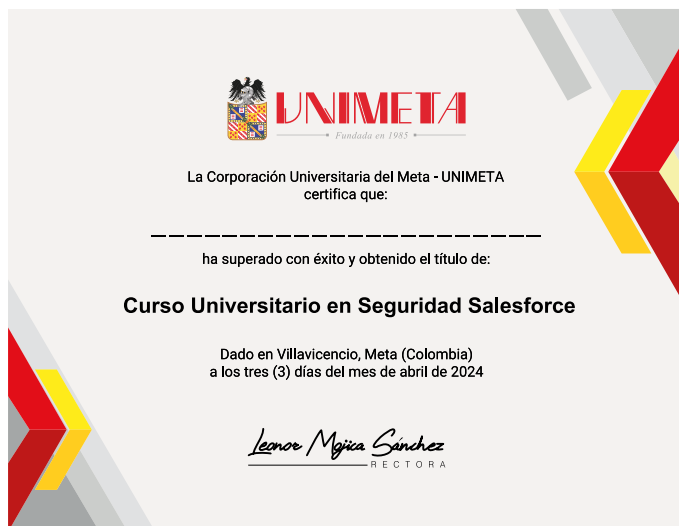 UNIMETA
Fundada en 1985
La Corporación Universitaria del Meta - UNIMETA
certifica que:
ha superado con éxito y obtenido el título de:
Curso Universitario en Seguridad Salesforce
Dado en Villavicencio, Meta (Colombia)
a los tres (3) días del mes de abril de 2024
Leonor Mojica Sánchez
RECTORA